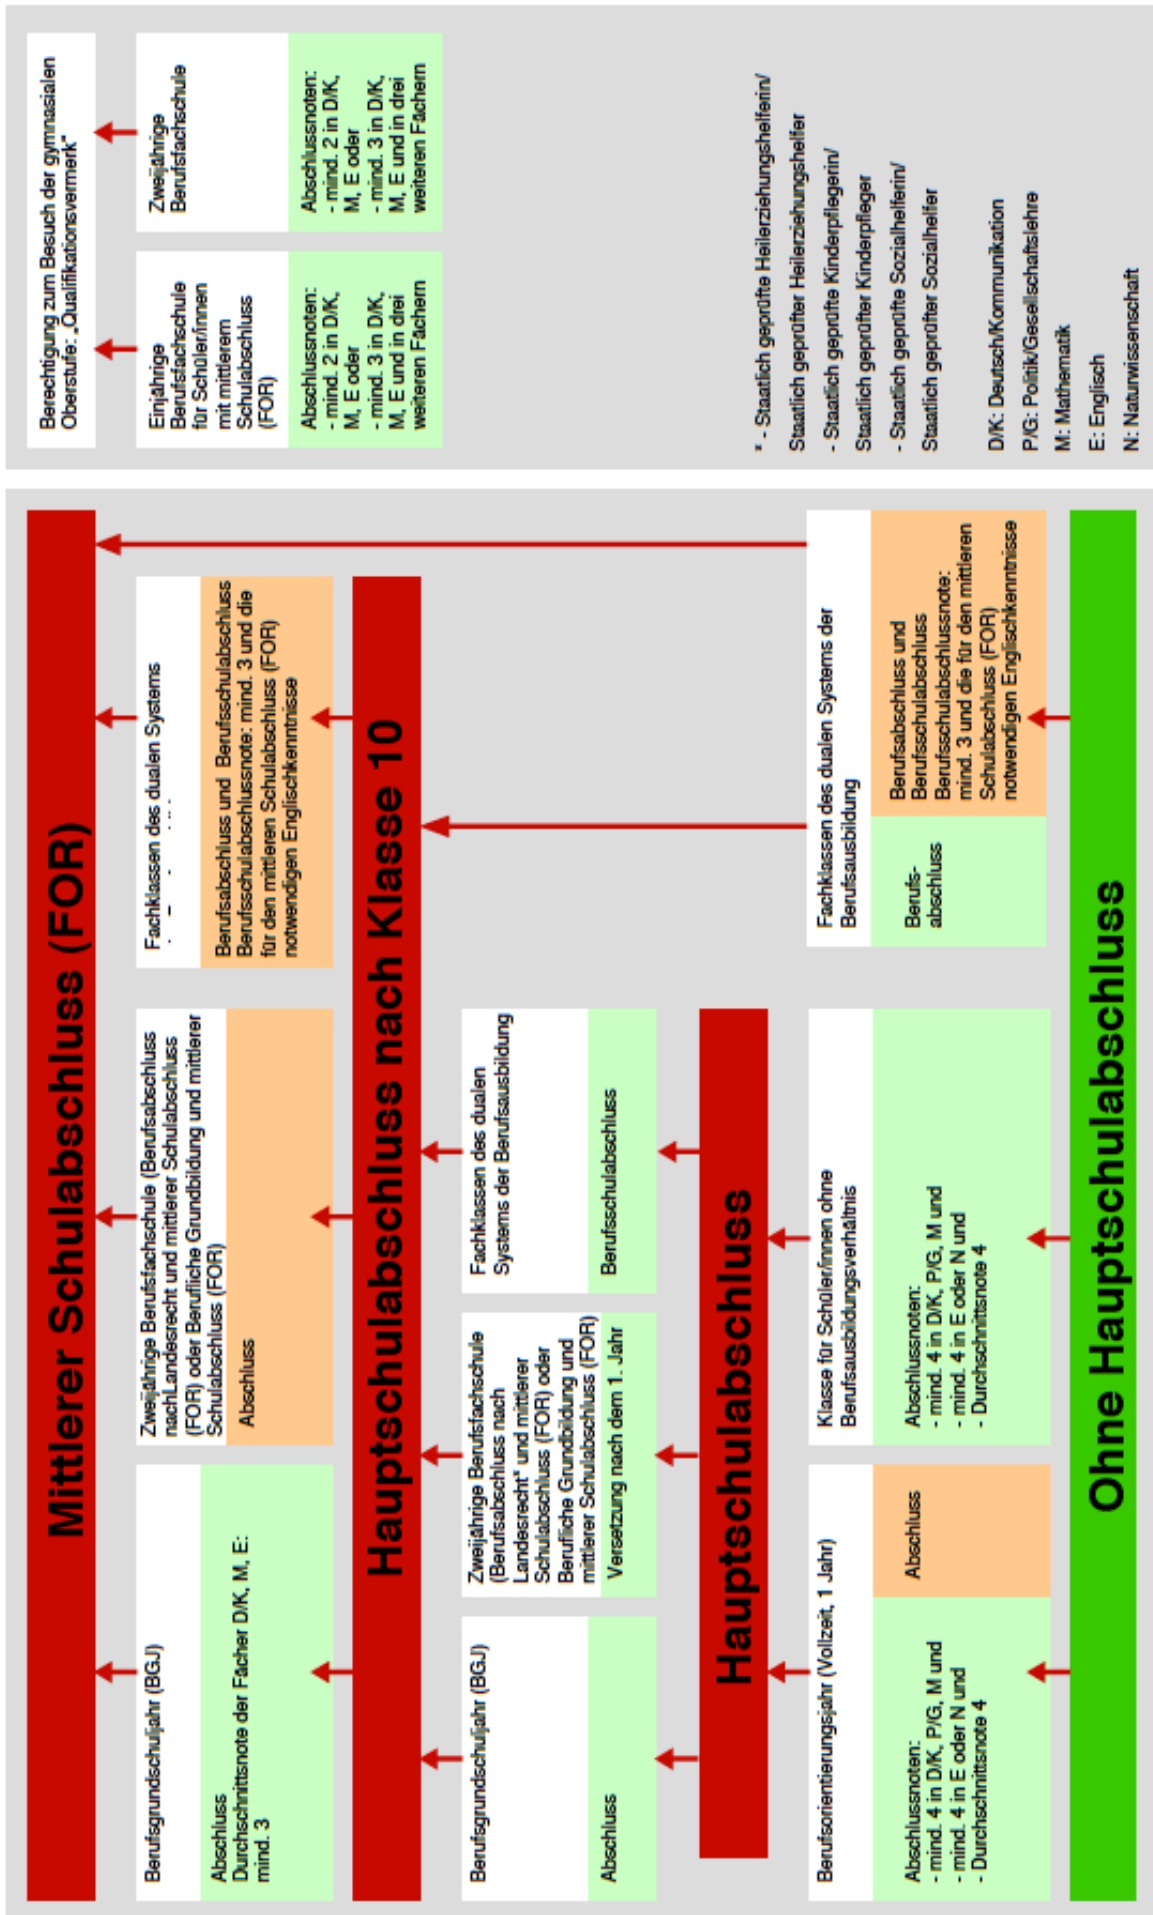 Mittlerer Schulabschluss (FOR)
Berufsgrundschuljahr (BGJ)
Abschluss
Durchschnittsnote der Fächer D/K, M, E:
mind. 3
Zweijährige Berufsfachschule (Berufsabschluss
nachLandesrecht und mittlerer Schulabschluss
(FOR) oder Berufliche Grundbildung und mittlerer
Schulabschluss (FOR)
Abschluss
Fachklassen des dualen Systems
Berufsabschluss und Berufsschulabschluss
Berufsschulabschlussnote: mind. 3 und die
für den mittleren Schulabschluss (FOR)
notwendigen Englischkenntnisse
Hauptschulabschluss nach Klasse 10
Berufsgrundschuljahr (BGJ)
Abschluss
Zweijährige Berufsfachschule
(Berufsabschluss nach
Landesrecht* und mittlerer
Schulabschluss (FOR) oder
Berufliche Grundbildung und
mittlerer Schulabschluss (FOR)
Versetzung nach dem 1. Jahr
Fachklassen des dualen
Systems der Berufsausbildung
Berufsschulabschluss
Hauptschulabschluss
Berufsorientierungsjahr (Vollzeit, 1 Jahr)
Abschlussnoten:
- mind. 4 in D/K, P/G, M und
- mind. 4 in E oder N und
- Durchschnittsnote 4
Abschluss
Klasse für Schüler/innen ohne
Berufsausbildungsverhältnis
Abschlussnoten:
- mind. 4 in D/K, P/G, M und
- mind. 4 in E oder N und
- Durchschnittsnote 4
Fachklassen des dualen Systems der
Berufsausbildung
Berufs-
abschluss
Berufsabschluss und
Berufsschulabschluss
Berufsschulabschlussnote:
mind. 3 und die für den mittleren
Schulabschluss (FOR)
notwendigen Englischkenntnisse
Ohne Hauptschulabschluss
Berechtigung zum Besuch der gymnasialen
Oberstufe: „Qualifikationsvermerk"
Einjährige
Berufsfachschule
für Schüler/innen
mit mittlerem
Schulabschluss
(FOR)
Abschlussnoten:
- mind. 2 in D/K,
M, E oder
- mind. 3 in D/K,
M, E und in drei
weiteren Fächern
Zweijährige
Berufsfachschule
Abschlussnoten:
- mind. 2 in D/K,
M, E oder
- mind. 3 in D/K,
M, E und in drei
weiteren Fächern
* - Staatlich geprüfte Heilerziehungshelferin/
Staatlich geprüfter Heilerziehungshelfer
- Staatlich geprüfte Kinderpflegerin/
Staatlich geprüfter Kinderpfleger
- Staatlich geprüfte Sozialhelferin/
Staatlich geprüfter Sozialhelfer
D/K: Deutsch/Kommunikation
P/G: Politik/Gesellschaftslehre
M: Mathematik
E: Englisch
N: Naturwissenschaft